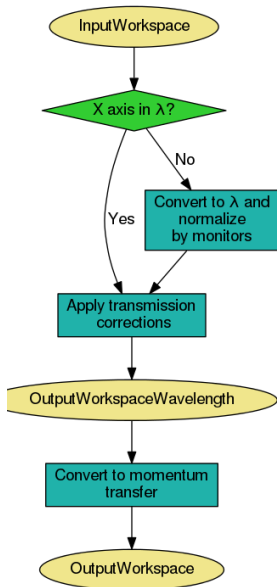 InputWorkspace
X axis in λ?
No
Convert to λ and
normalize
by monitors
Yes
Apply transmission
corrections
OutputWorkspaceWavelength
Convert to momentum
transfer
OutputWorkspace